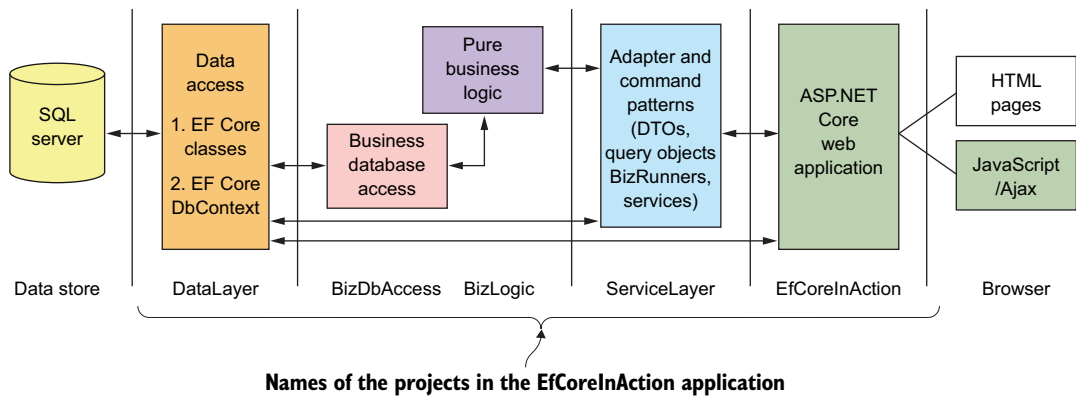 SQL
server
Data
access
1. EF Core
classes
2. EF Core
DbContext
Business
database
access
Pure
business
logic
Adapter and
command
patterns
(DTOs,
query objects
BizRunners,
services)
ASP.NET
Core
web
application
HTML
pages
JavaScript
/Ajax
Data store
DataLayer
BizDbAccess
BizLogic
ServiceLayer
EfCoreInAction
Browser
Names of the projects in the EfCoreInAction application